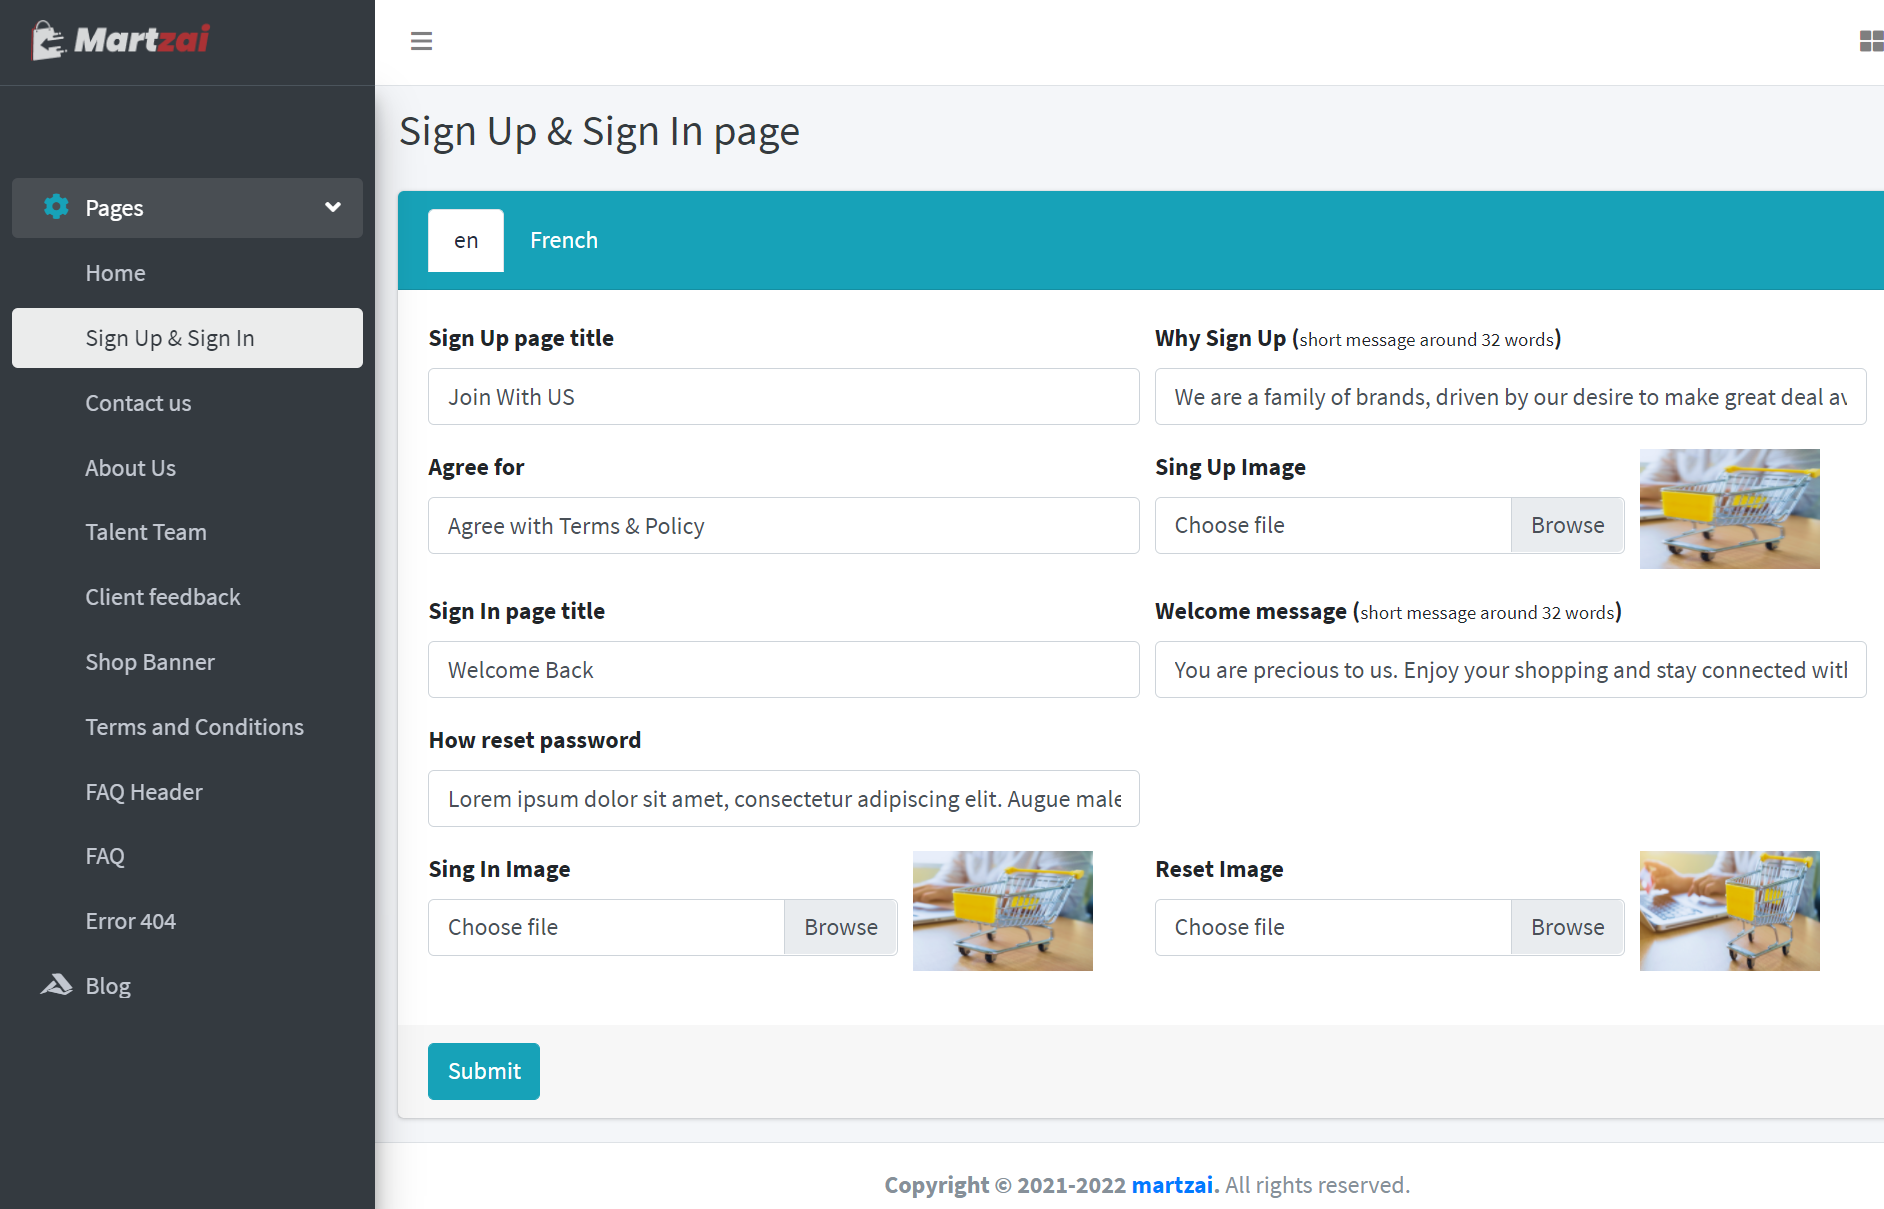 Martzai
Pages
Home
Sign Up & Sign In
Contact us
About Us
Talent Team
Client feedback
Shop Banner
Terms and Conditions
FAQ Header
FAQ
Error 404
Blog
Sign Up & Sign In page
en French
Sign Up page title
Join With US
Why Sign Up (short message around 32 words)
We are a family of brands, driven by our desire to make great deal av
Agree for
Agree with Terms & Policy
Sing Up Image
Choose file Browse
Sign In page title
Welcome Back
Welcome message (short message around 32 words)
You are precious to us. Enjoy your shopping and stay connected with
How reset password
Lorem ipsum dolor sit amet, consectetur adipiscing elit. Augue male
Sing In Image
Choose file Browse
Reset Image
Choose file Browse
Submit
Copyright © 2021-2022 martzai. All rights reserved.